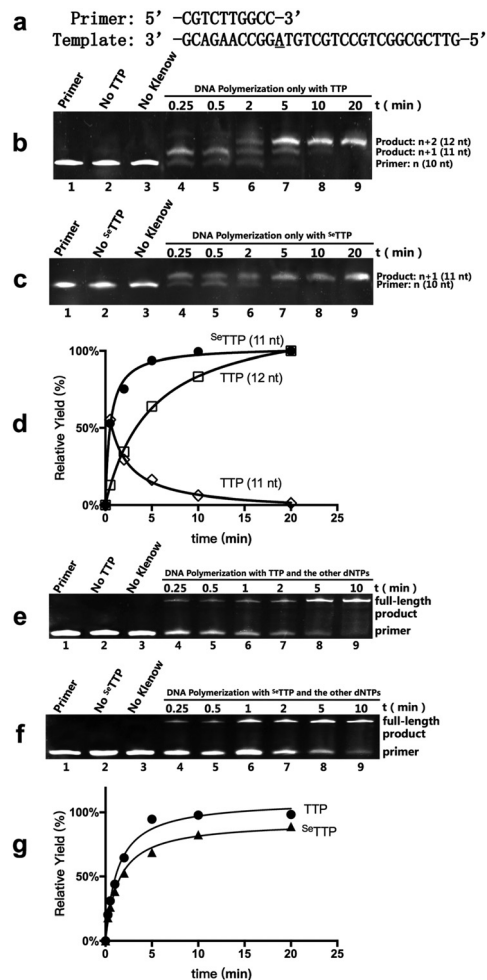 a
Primer: 5’ -CGTCTTGGCC-3’
Template: 3’ -GCAGAACCGGATGTCGTCCGTCGGCGCTTG-5’
b
Primer
No TTP
No Klenow
DNA Polymerization only with TTP
0.25 0.5 2 5 10 20 t ( min )
Product: n+2 (12 nt)
Product: n+1 (11 nt)
Primer: n (10 nt)
1 2 3 4 5 6 7 8 9
c
Primer
No SeTTP
No Klenow
DNA Polymerization only with SeTTP
0.25 0.5 2 5 10 20 t ( min )
Product: n+1 (11 nt)
Primer: n (10 nt)
1 2 3 4 5 6 7 8 9
d
Relative Yield (%)
100%
50%
0%
SeTTP (11 nt)
TTP (12 nt)
TTP (11 nt)
0 5 10 15 20 25
time (min)
e
Primer
No TTP
No Klenow
DNA Polymerization with TTP and the other dNTPs
0.25 0.5 1 2 5 10 t ( min )
full-length
product
primer
1 2 3 4 5 6 7 8 9
f
Primer
No SeTTP
No Klenow
DNA Polymerization with SeTTP and the other dNTPs
0.25 0.5 1 2 5 10 t ( min )
full-length
product
primer
1 2 3 4 5 6 7 8 9
g
Relative Yield (%)
100%
50%
0%
TTP
SeTTP
0 5 10 15 20 25
time (min)